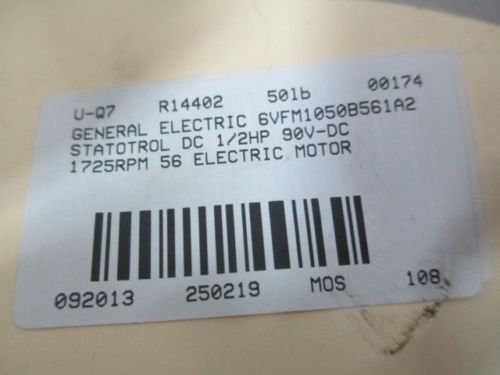 U-Q7 R14402 50lb 00174
GENERAL ELECTRIC 6VFM1050B561A2
STATOTROL DC 1/2HP 90V-DC
1725RPM 56 ELECTRIC MOTOR
092013 250219 MOS 108